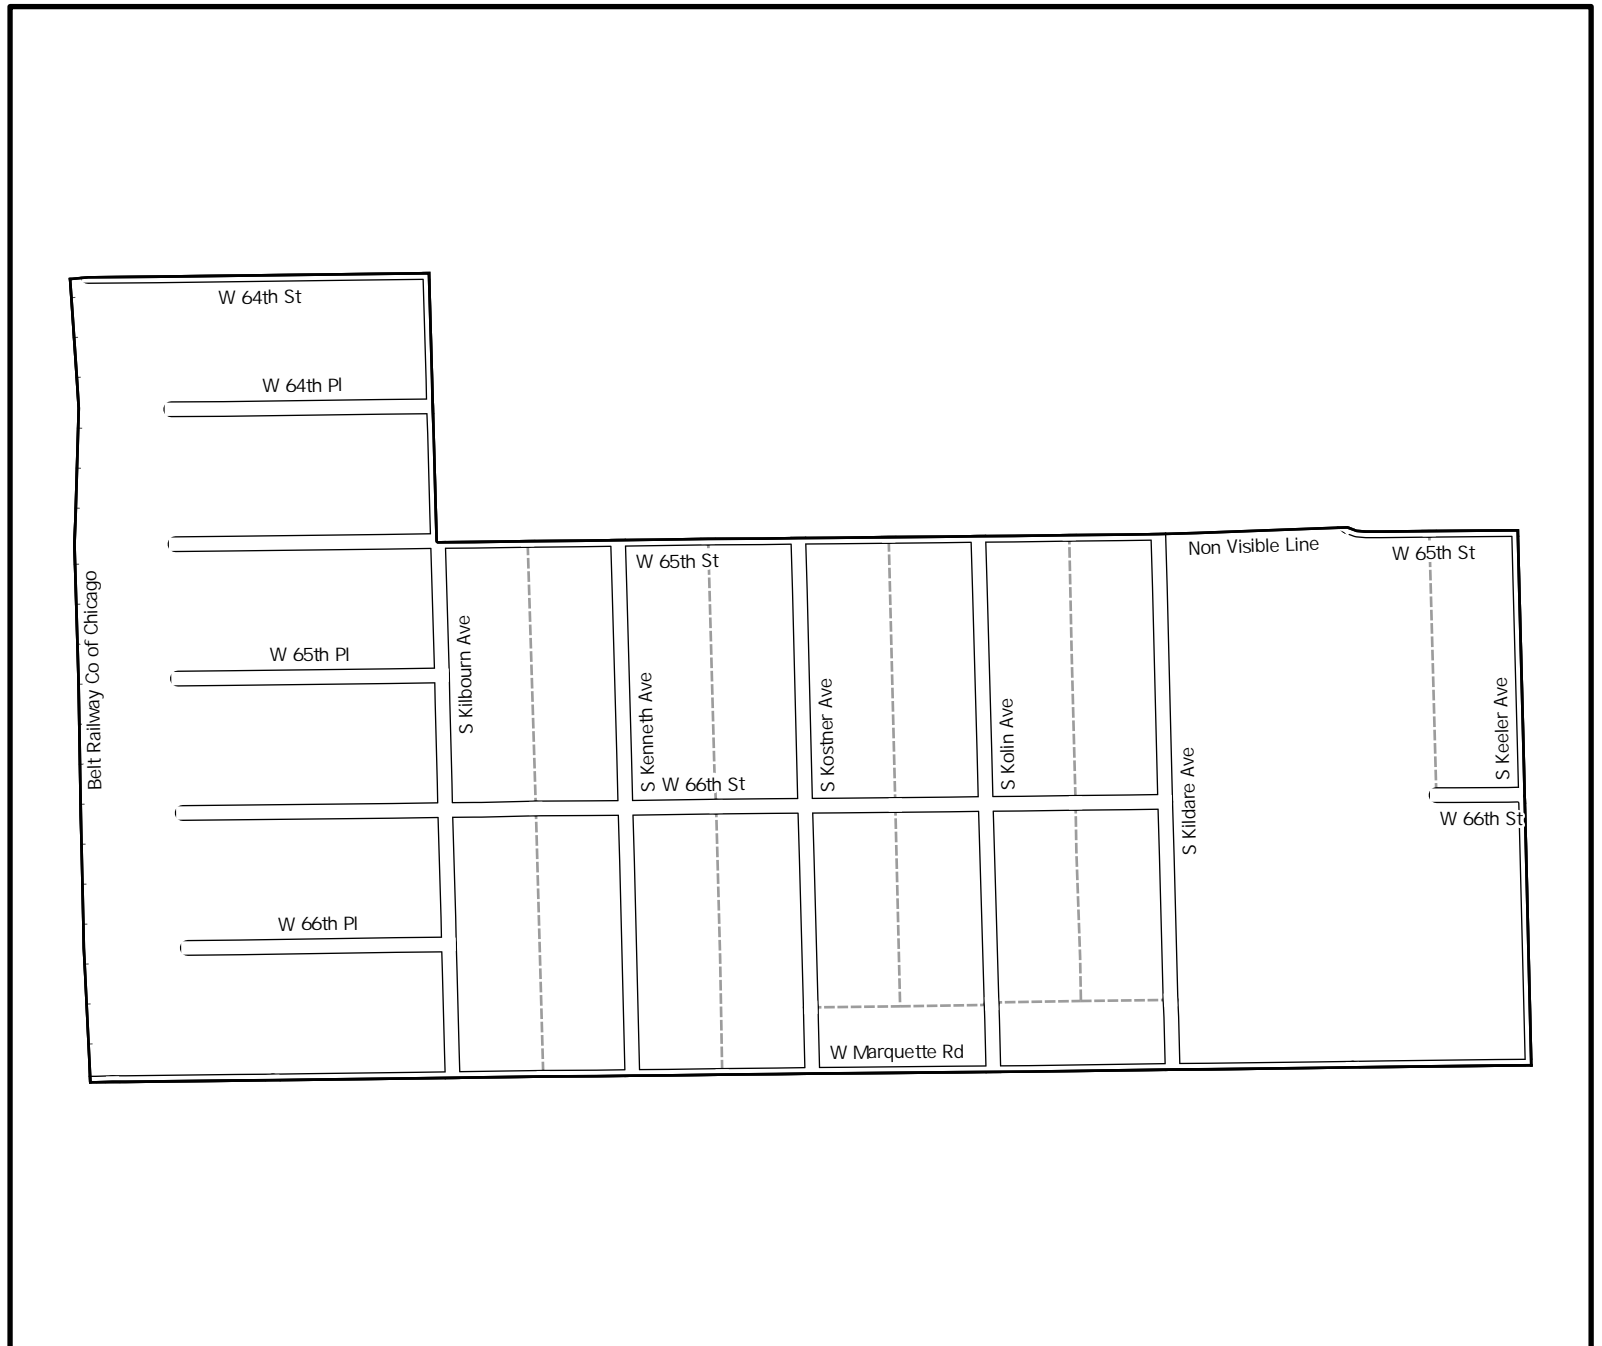 W 64th St
W 64th Pl
Non Visible Line
W 65th St
W 65th St
Belt Railway Co of Chicago
S Kilbourn Ave
W 65th Pl
S Kenneth Ave
S Kostner Ave
S Kolin Ave
S Keeler Ave
W 66th St
S Kildare Ave
W 66th St
W 66th Pl
W Marquette Rd